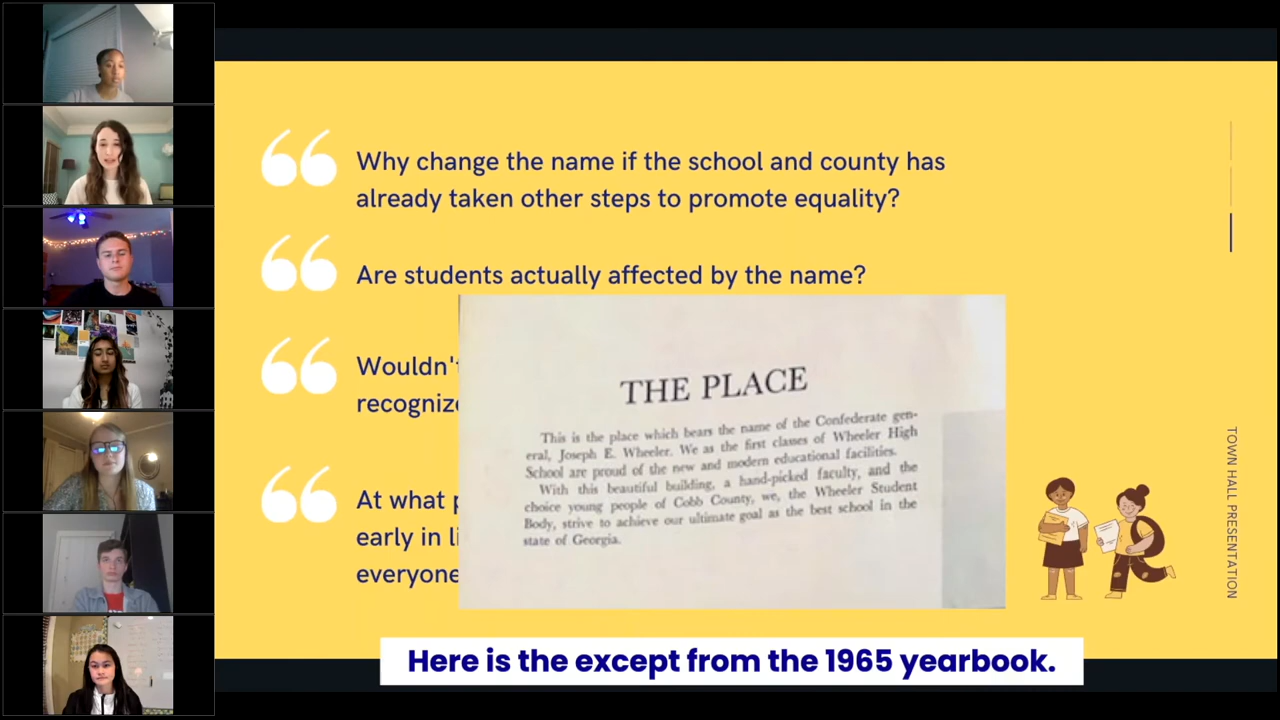 Why change the name if the school and county has
already taken other steps to promote equality?
Are students actually affected by the name?
Wouldn't
recognize
At what p
early in li
everyone
THE PLACE
This is the place which bears the name of the Confederate gen-
eral, Joseph E. Wheeler. We as the first classes of Wheeler High
School are proud of the new and modern educational facilities.
With this beautiful building, a hand-picked faculty, and the
choice young people of Cobb County, we, the Wheeler Student
Body, strive to achieve our ultimate goal as the best school in the
state of Georgia.
TOWN HALL PRESENTATION
Here is the except from the 1965 yearbook.